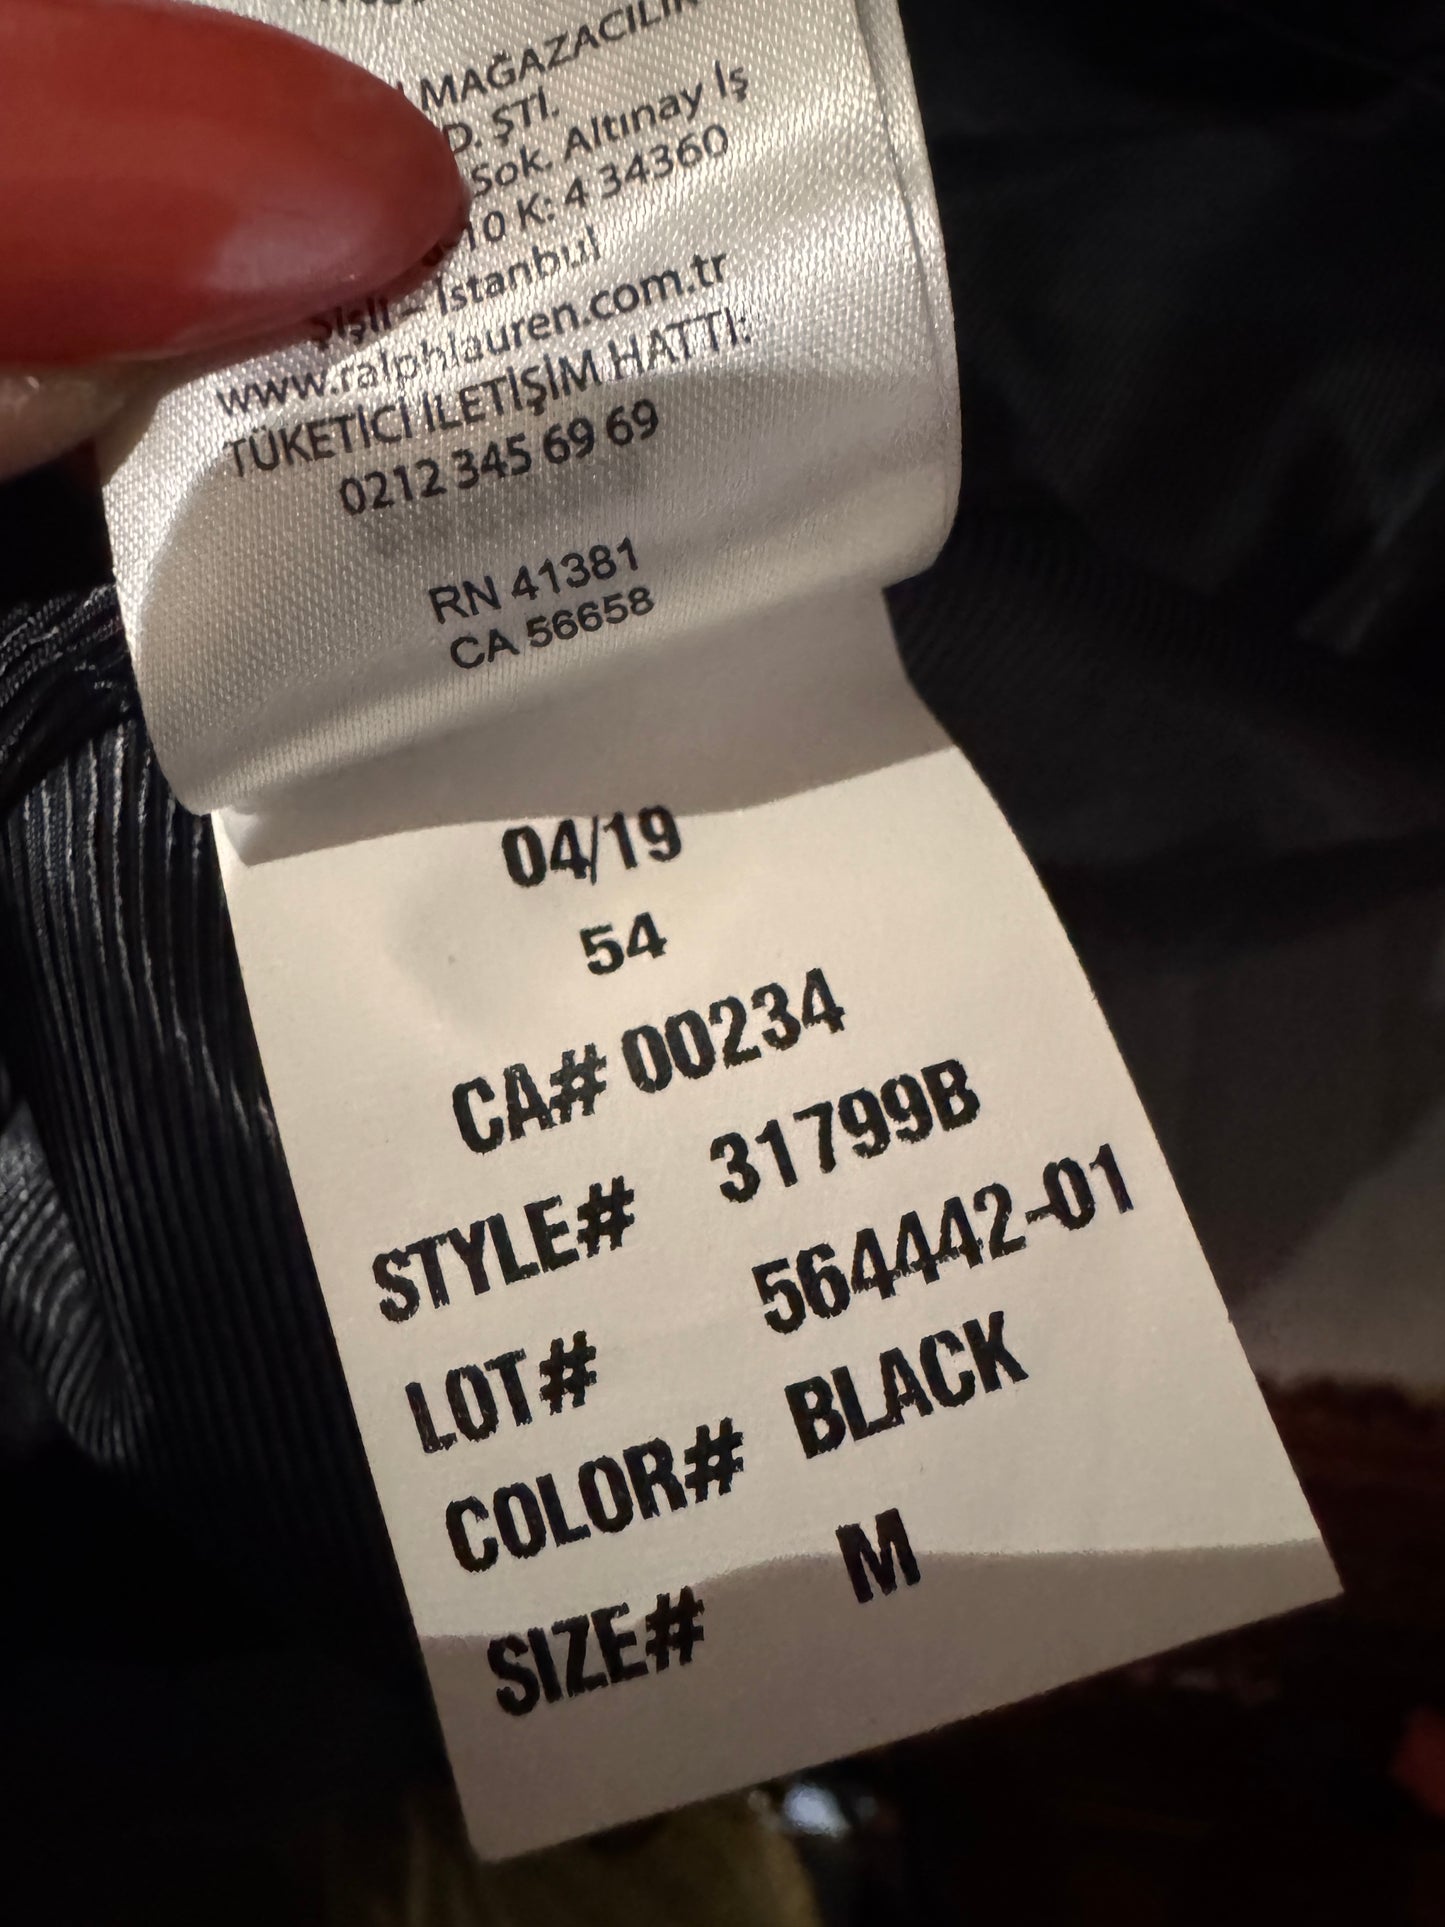 MAĞAZACILIK
D. ŞTİ.
Sok. Altınay İş
10 K: 4 34360
Şişli – İstanbul
www.ralphlauren.com.tr
TÜKETİCİ İLETİŞİM HATTI:
0212 345 69 69
RN 41381
CA 56658
04/19
54
CA# 00234
STYLE# 31799B
LOT# 564442-01
COLOR# BLACK
SIZE# M